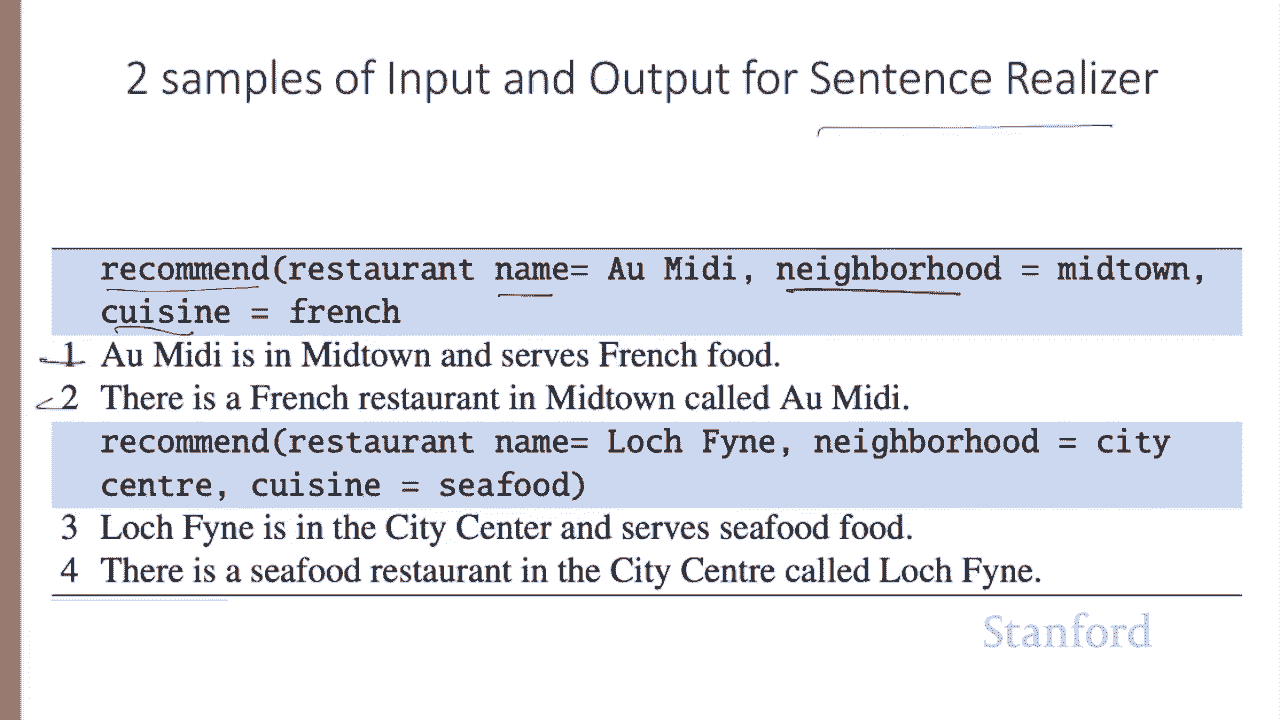 2 samples of Input and Output for Sentence Realizer
recommend(restaurant name= Au Midi, neighborhood = midtown,
cuisine = french
1 Au Midi is in Midtown and serves French food.
2 There is a French restaurant in Midtown called Au Midi.
recommend(restaurant name= Loch Fyne, neighborhood = city
centre, cuisine = seafood)
3 Loch Fyne is in the City Center and serves seafood food.
4 There is a seafood restaurant in the City Centre called Loch Fyne.
Stanford